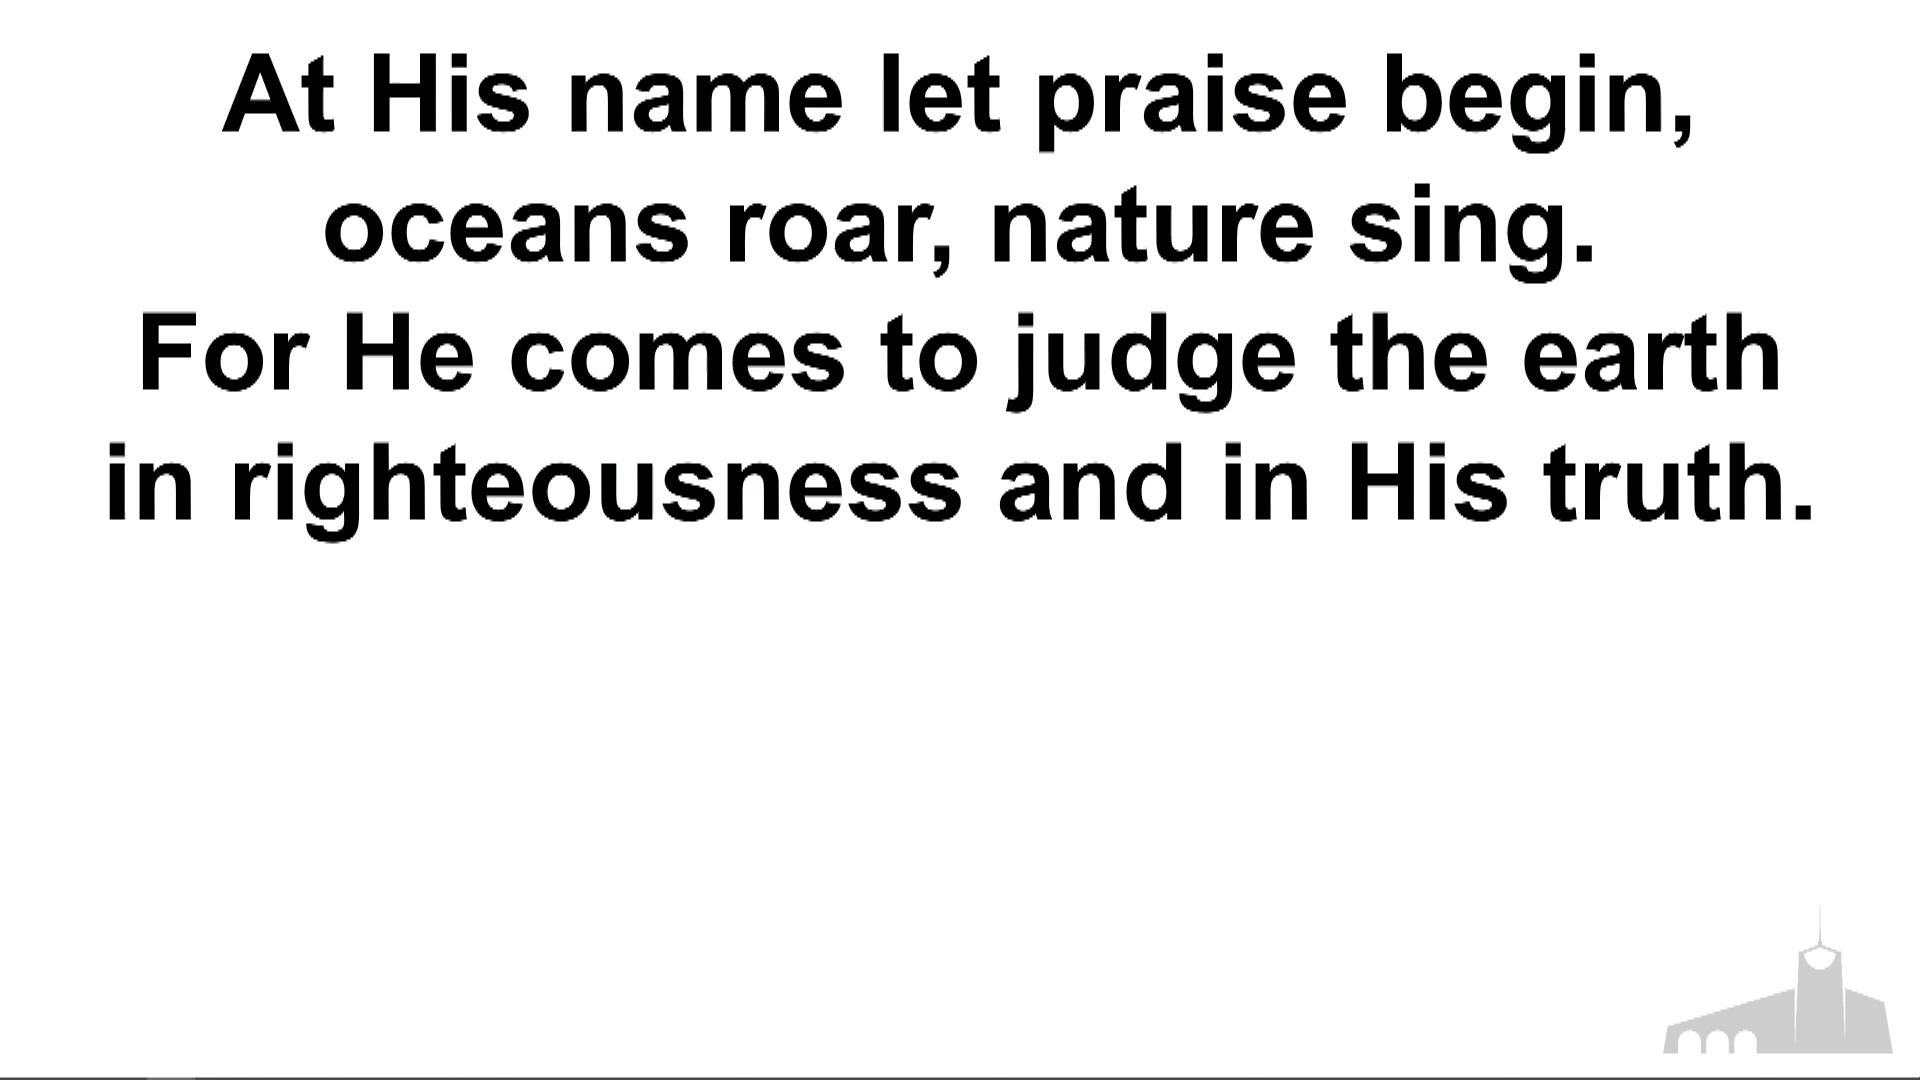 At His name let praise begin,
oceans roar, nature sing.
For He comes to judge the earth
in righteousness and in His truth.